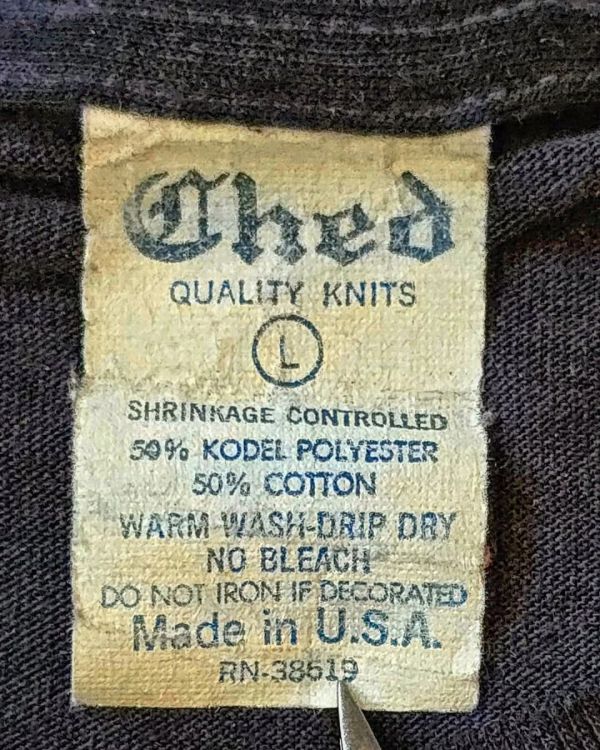 Ched
QUALITY KNITS
L
SHRINKAGE CONTROLLED
50% KODEL POLYESTER
50% COTTON
WARM WASH-DRIP DRY
NO BLEACH
DO NOT IRON IF DECORATED
Made in U.S.A.
RN-38619